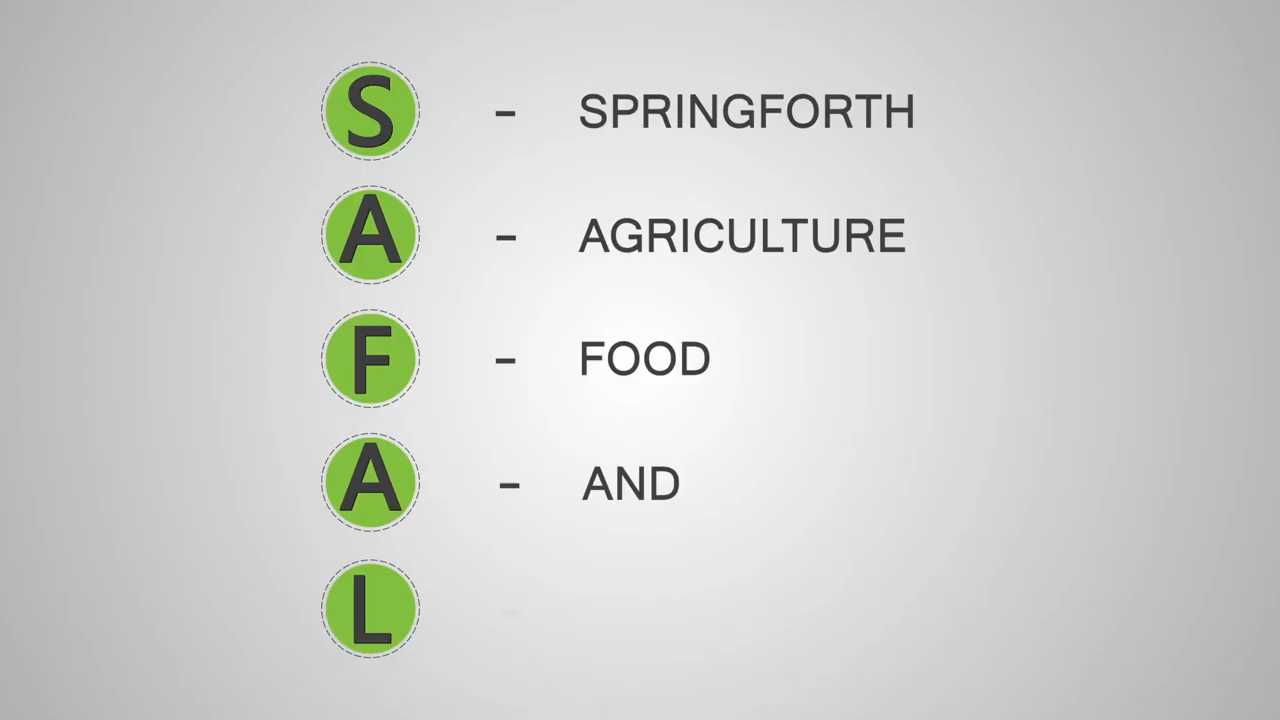 S - SPRINGFORTH
A - AGRICULTURE
F - FOOD
A - AND
L